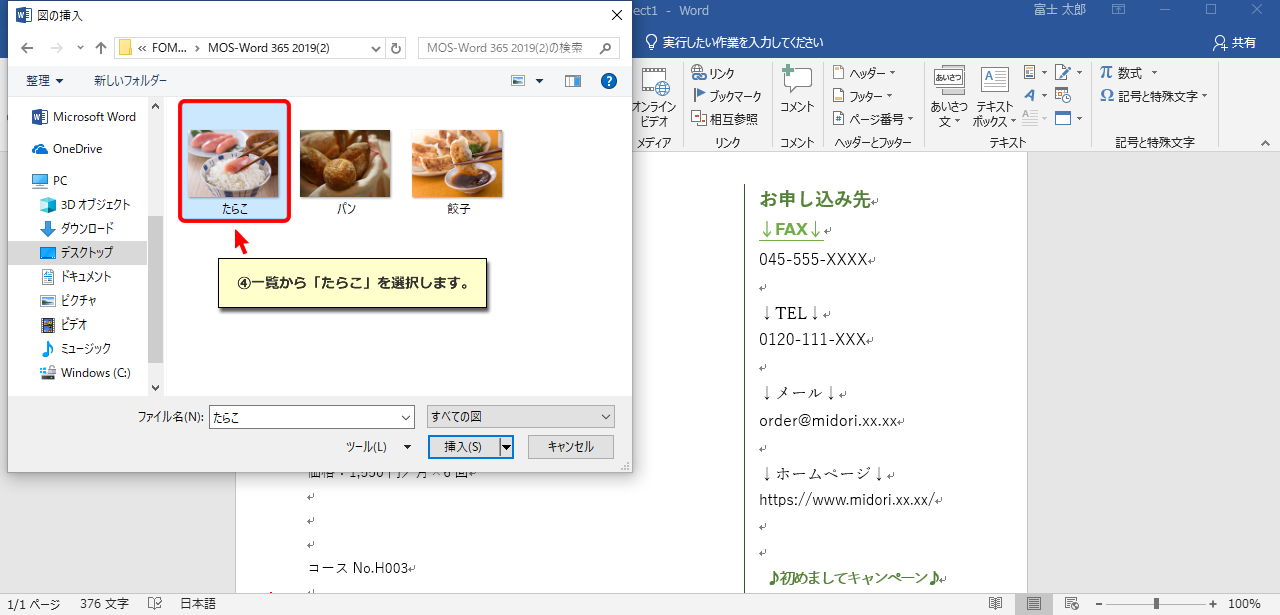 図の挿入
ect1 - Word
富士 太郎
« FOM... › MOS-Word 365 2019(2)
MOS-Word 365 2019(2)の検索
実行したい作業を入力してください
共有
整理
新しいフォルダー
Microsoft Word
OneDrive
PC
3D オブジェクト
ダウンロード
デスクトップ
ドキュメント
ピクチャ
ビデオ
ミュージック
Windows (C:)
たらこ
パン
餃子
④一覧から「たらこ」を選択します。
ファイル名(N):
たらこ
すべての図
ツール(L)
挿入(S)
キャンセル
オンライン
ビデオ
メディア
リンク
ブックマーク
相互参照
リンク
コメント
コメント
ヘッダー
フッター
ページ番号
ヘッダーとフッター
あいさつ
あいさつ
文
テキスト
ボックス
テキスト
数式
記号と特殊文字
記号と特殊文字
お申し込み先
↓FAX↓
045-555-XXXX
↓TEL↓
0120-111-XXX
↓メール↓
order@midori.xx.xx
↓ホームページ↓
https://www.midori.xx.xx/
♪初めましてキャンペーン♪
コース No.H003
1/1 ページ
376 文字
日本語
100%